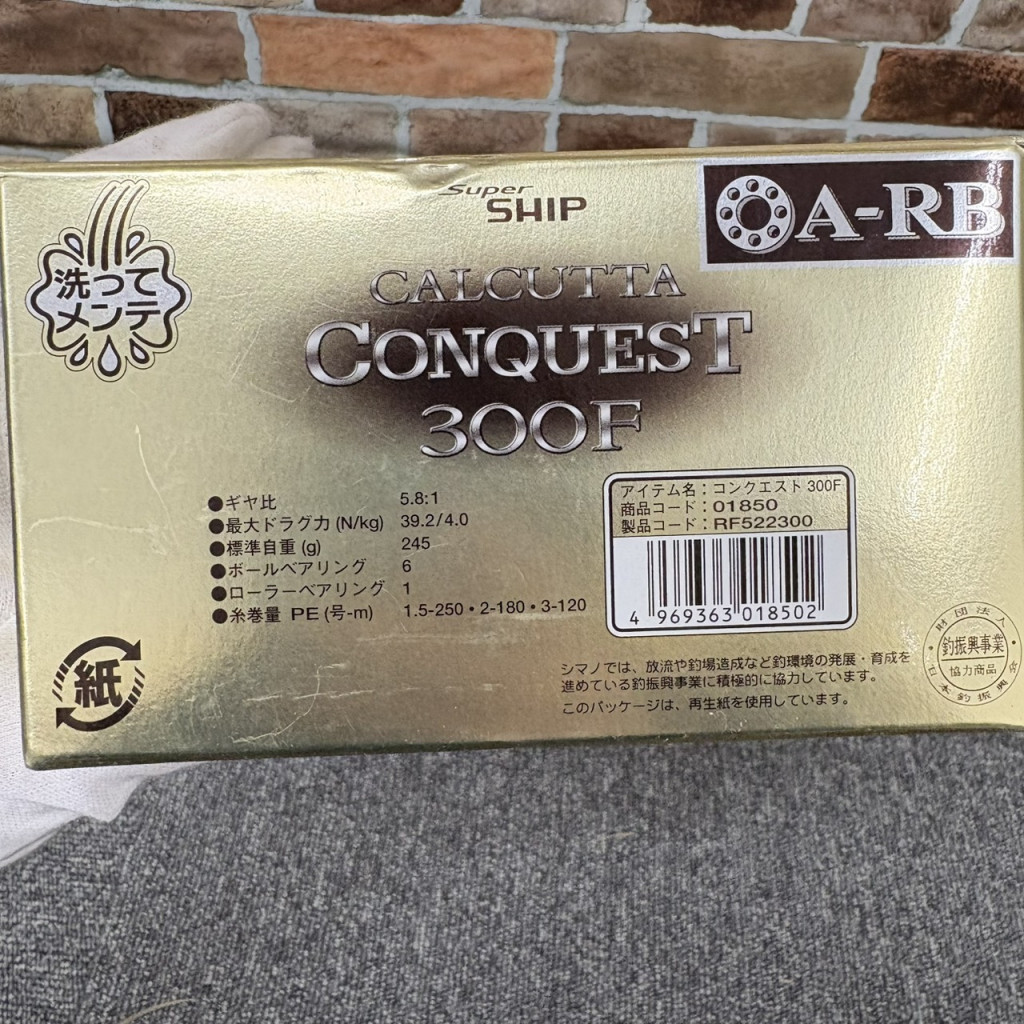 Super
SHIP
A-RB
洗って
メンテ
CALCUTTA
CONQUEST
300F
●ギヤ比 5.8:1
●最大ドラグ力 (N/kg) 39.2/4.0
●標準自重 (g) 245
●ボールベアリング 6
●ローラーベアリング 1
●糸巻量 PE (号-m) 1.5-250・2-180・3-120
アイテム名：コンクエスト 300F
商品コード：01850
製品コード：RF522300
4 969363 018502
紙
シマノでは、放流や釣場造成など釣環境の発展・育成を
進めている釣振興事業に積極的に協力しています。
このパッケージは、再生紙を使用しています。
財団法人
釣振興事業
協力商品
日本釣振興会